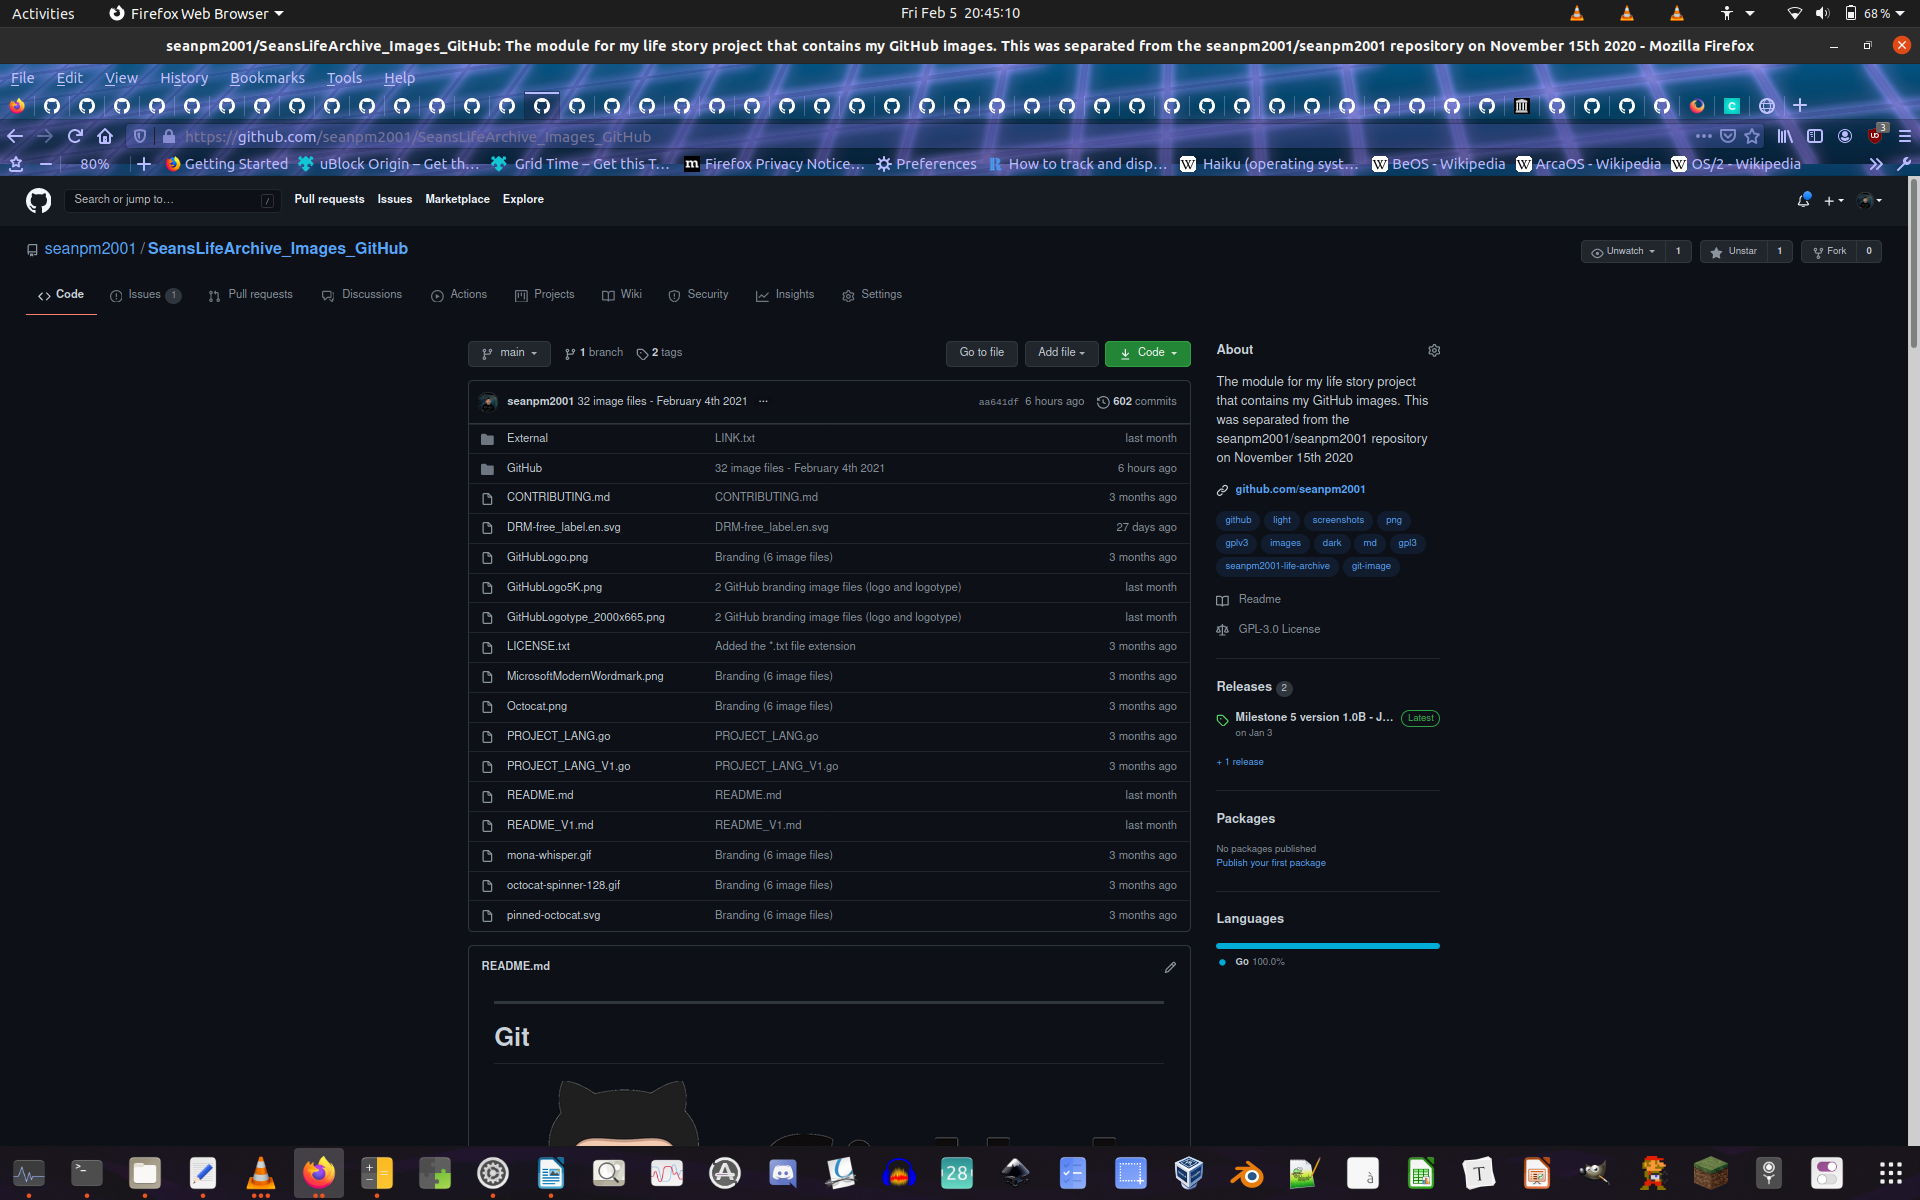 Activities Firefox Web Browser Fri Feb 5 20:45:10 68 %
seanpm2001/SeansLifeArchive_Images_GitHub: The module for my life story project that contains my GitHub images. This was separated from the seanpm2001/seanpm2001 repository on November 15th 2020 - Mozilla Firefox
File Edit View History Bookmarks Tools Help
https://github.com/seanpm2001/SeansLifeArchive_Images_GitHub 3
80% Getting Started uBlock Origin – Get th… Grid Time – Get this T… Firefox Privacy Notice… Preferences How to track and disp… Haiku (operating syst… BeOS - Wikipedia ArcaOS - Wikipedia OS/2 - Wikipedia
Search or jump to… / Pull requests Issues Marketplace Explore
seanpm2001 / SeansLifeArchive_Images_GitHub Unwatch 1 Unstar 1 Fork 0
Code Issues 1 Pull requests Discussions Actions Projects Wiki Security Insights Settings
main 1 branch 2 tags Go to file Add file Code
seanpm2001 32 image files - February 4th 2021 … aa641df 6 hours ago 602 commits
External LINK.txt last month
GitHub 32 image files - February 4th 2021 6 hours ago
CONTRIBUTING.md CONTRIBUTING.md 3 months ago
DRM-free_label.en.svg DRM-free_label.en.svg 27 days ago
GitHubLogo.png Branding (6 image files) 3 months ago
GitHubLogo5K.png 2 GitHub branding image files (logo and logotype) last month
GitHubLogotype_2000x665.png 2 GitHub branding image files (logo and logotype) last month
LICENSE.txt Added the *.txt file extension 3 months ago
MicrosoftModernWordmark.png Branding (6 image files) 3 months ago
Octocat.png Branding (6 image files) 3 months ago
PROJECT_LANG.go PROJECT_LANG.go 3 months ago
PROJECT_LANG_V1.go PROJECT_LANG_V1.go 3 months ago
README.md README.md last month
README_V1.md README_V1.md last month
mona-whisper.gif Branding (6 image files) 3 months ago
octocat-spinner-128.gif Branding (6 image files) 3 months ago
pinned-octocat.svg Branding (6 image files) 3 months ago
README.md
Git
About
The module for my life story project
that contains my GitHub images. This
was separated from the
seanpm2001/seanpm2001 repository
on November 15th 2020
github.com/seanpm2001
github light screenshots png
gplv3 images dark md gpl3
seanpm2001-life-archive git-image
Readme
GPL-3.0 License
Releases 2
Milestone 5 version 1.0B - J… Latest
on Jan 3
+ 1 release
Packages
No packages published
Publish your first package
Languages
Go 100.0%
28